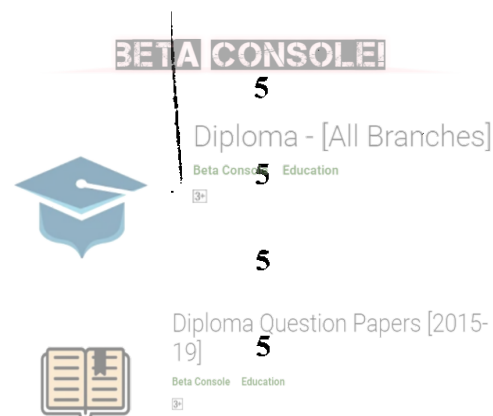 BETA CONSOLE!
5
Diploma - [All Branches]
Beta Console Education
5
3+
5
Diploma Question Papers [2015-
19]
5
Beta Console Education
3+